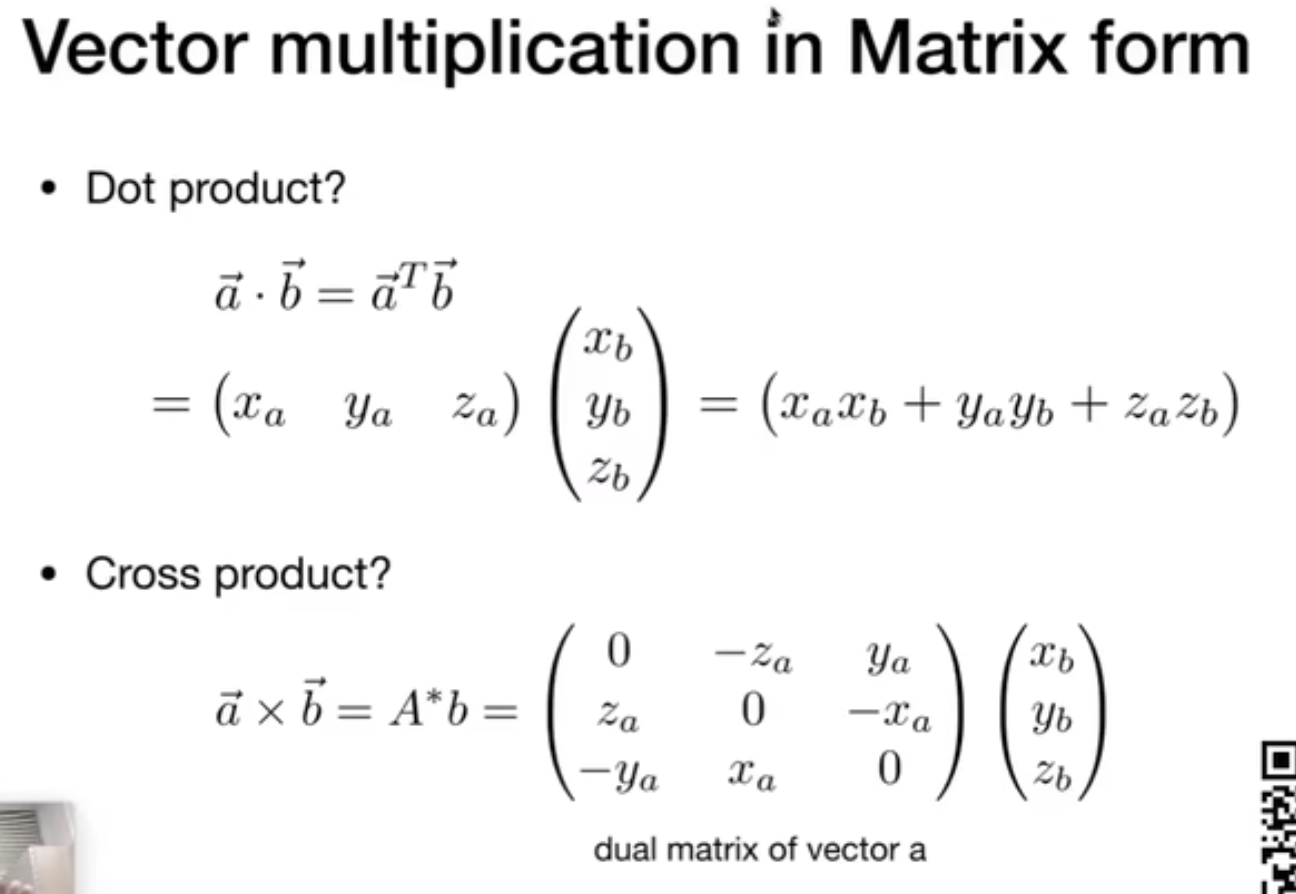 Vector multiplication in Matrix form
• Dot product?
$\vec{a} \cdot \vec{b} = \vec{a}^T \vec{b}$
$= \begin{pmatrix} x_a & y_a & z_a \end{pmatrix} \begin{pmatrix} x_b \\ y_b \\ z_b \end{pmatrix} = \begin{pmatrix} x_a x_b + y_a y_b + z_a z_b \end{pmatrix}$
• Cross product?
$\vec{a} \times \vec{b} = A^* b = \begin{pmatrix} 0 & -z_a & y_a \\ z_a & 0 & -x_a \\ -y_a & x_a & 0 \end{pmatrix} \begin{pmatrix} x_b \\ y_b \\ z_b \end{pmatrix}$
dual matrix of vector a